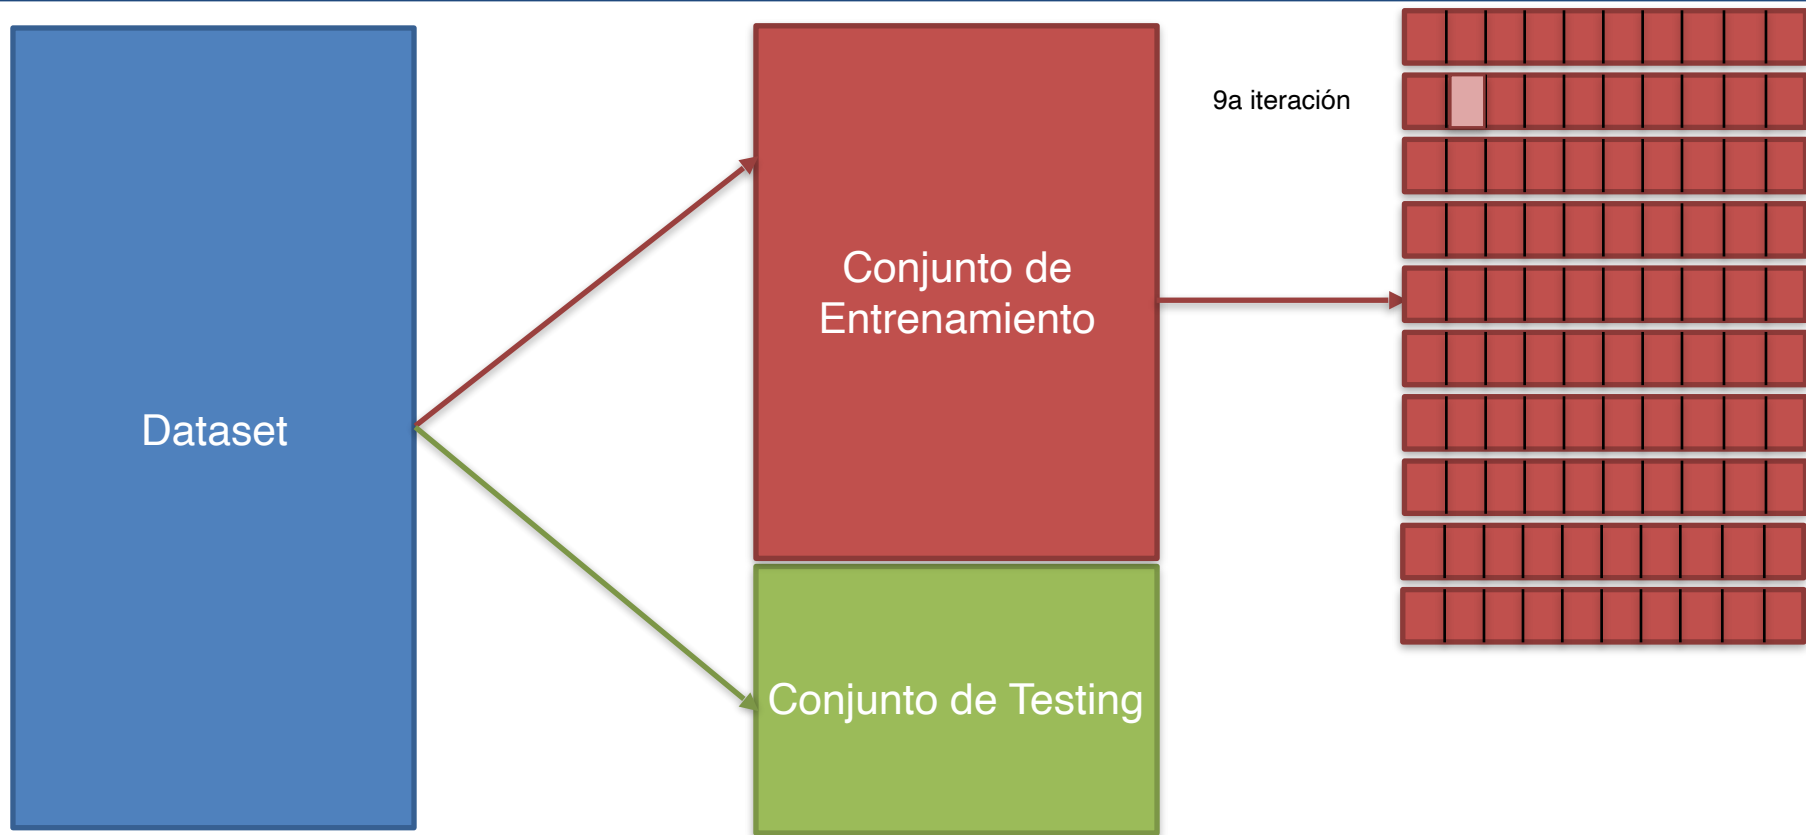 Dataset
Conjunto de
Entrenamiento
Conjunto de Testing
9a iteración